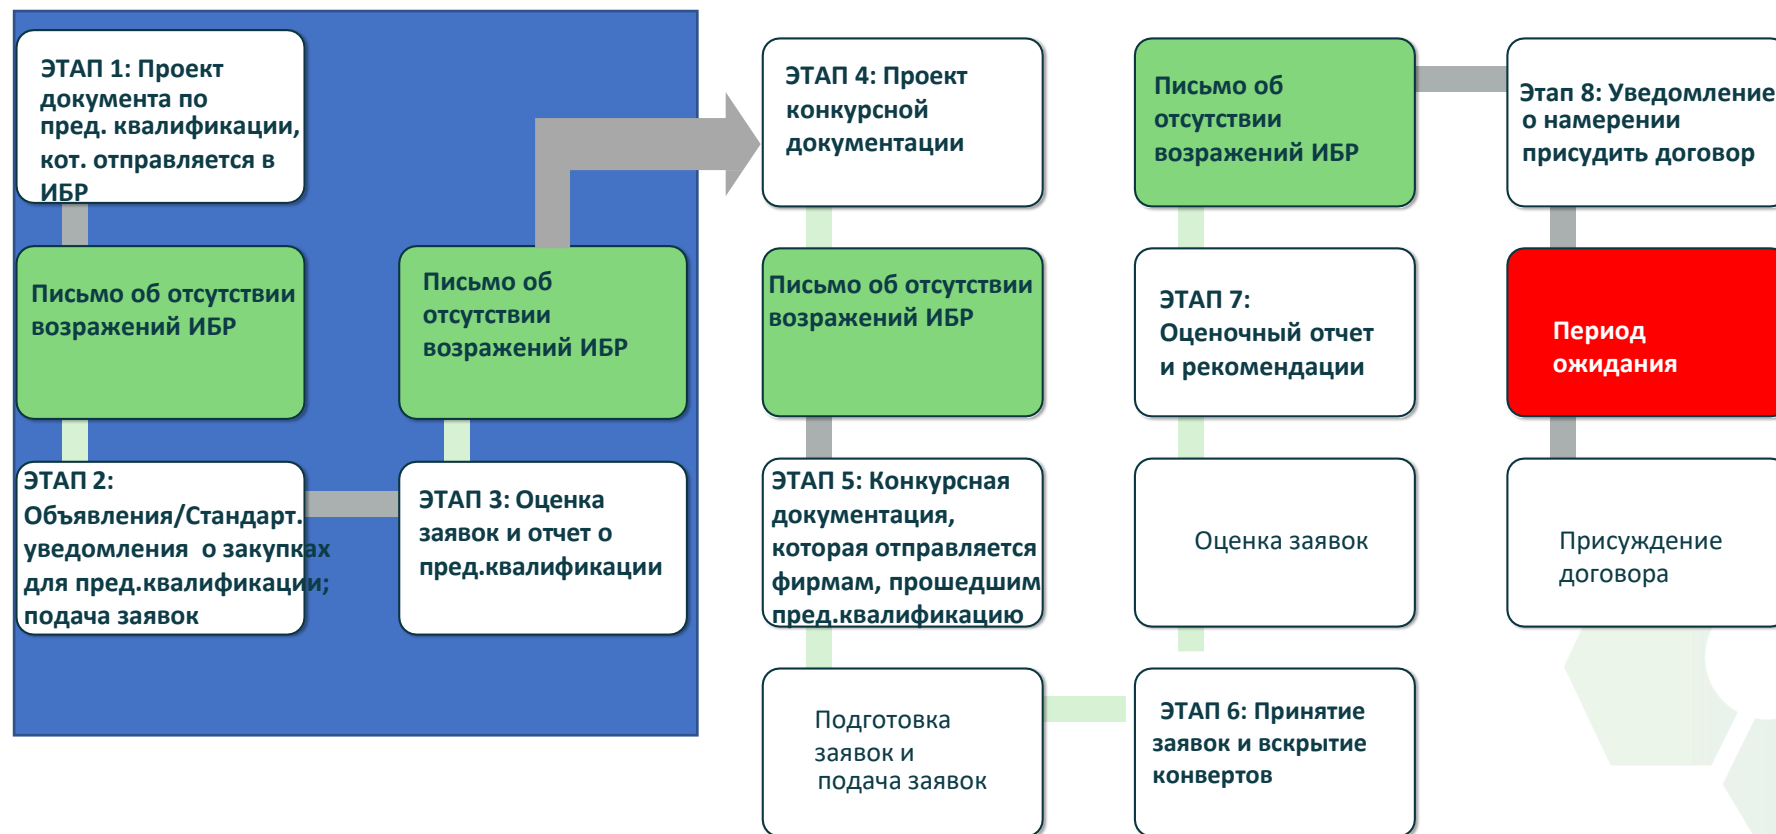 ЭТАП 1: Проект
документа по
пред. квалификации,
кот. отправляется в
ИБР
Письмо об отсутствии
возражений ИБР
ЭТАП 2:
Объявления/Стандарт.
уведомления о закупках
для пред.квалификации;
подача заявок
Письмо об
отсутствии
возражений ИБР
ЭТАП 3: Оценка
заявок и отчет о
пред.квалификации
ЭТАП 4: Проект
конкурсной
документации
Письмо об отсутствии
возражений ИБР
ЭТАП 5: Конкурсная
документация,
которая отправляется
фирмам, прошедшим
пред.квалификацию
Подготовка
заявок и
подача заявок
Письмо об
отсутствии
возражений ИБР
ЭТАП 7:
Оценочный отчет
и рекомендации
Оценка заявок
ЭТАП 6: Принятие
заявок и вскрытие
конвертов
Этап 8: Уведомление
о намерении
присудить договор
Период
ожидания
Присуждение
договора